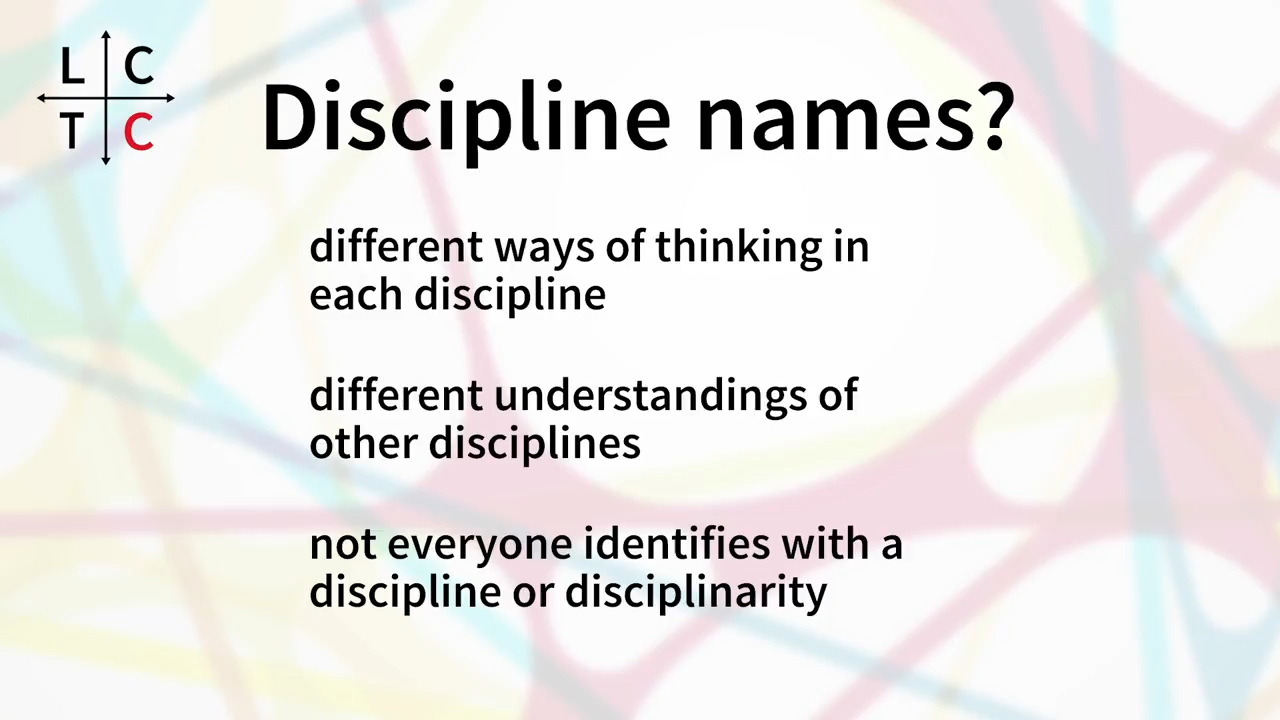 L C
T C
Discipline names?
different ways of thinking in
each discipline
different understandings of
other disciplines
not everyone identifies with a
discipline or disciplinarity